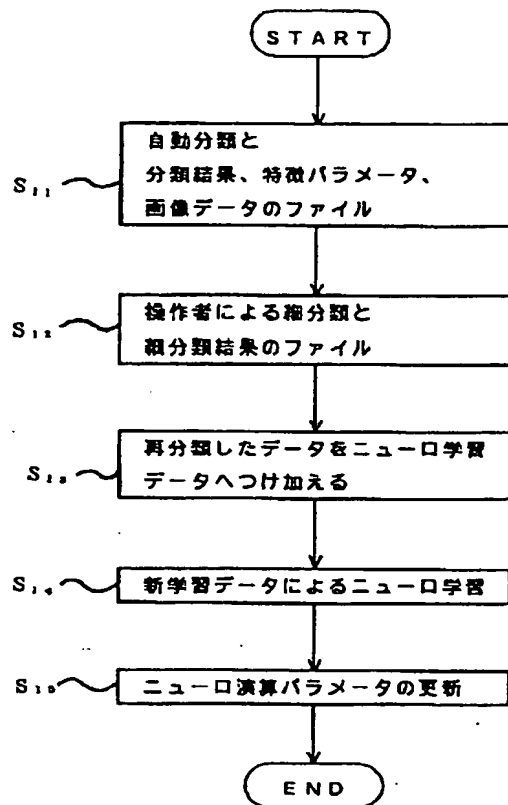 START
S₁₁
自動分類と
分類結果、特徴パラメータ、
画像データのファイル
S₁₂
操作者による細分類と
細分類結果のファイル
S₁₃
再分類したデータをニューロ学習
データへつけ加える
S₁₄
新学習データによるニューロ学習
S₁₅
ニューロ演算パラメータの更新
END